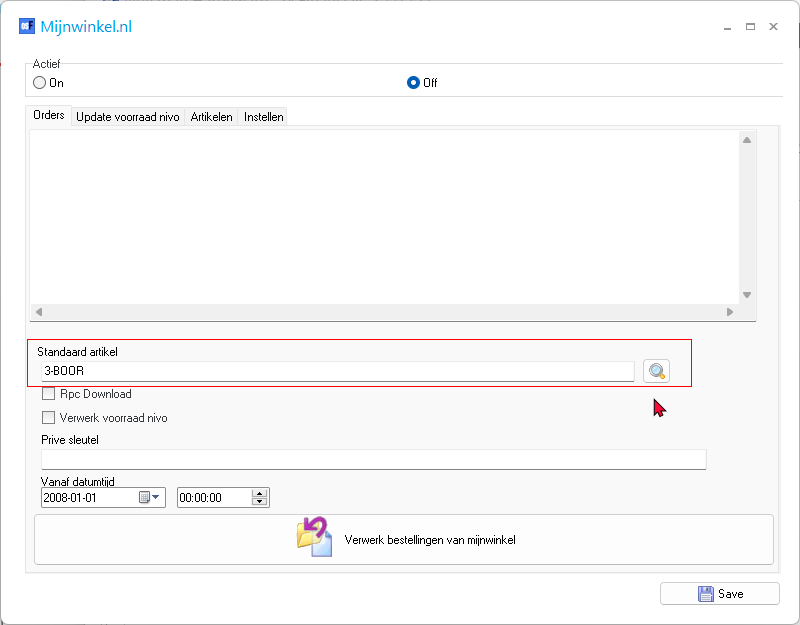 Mijnwinkel.nl
Actief
On
Off
Orders
Update voorraad nivo
Artikelen
Instellen
Standaard artikel
3-BOOR
Rpc Download
Verwerk voorraad nivo
Prive sleutel
Vanaf datumtijd
2008-01-01
00:00:00
Verwerk bestellingen van mijnwinkel
Save